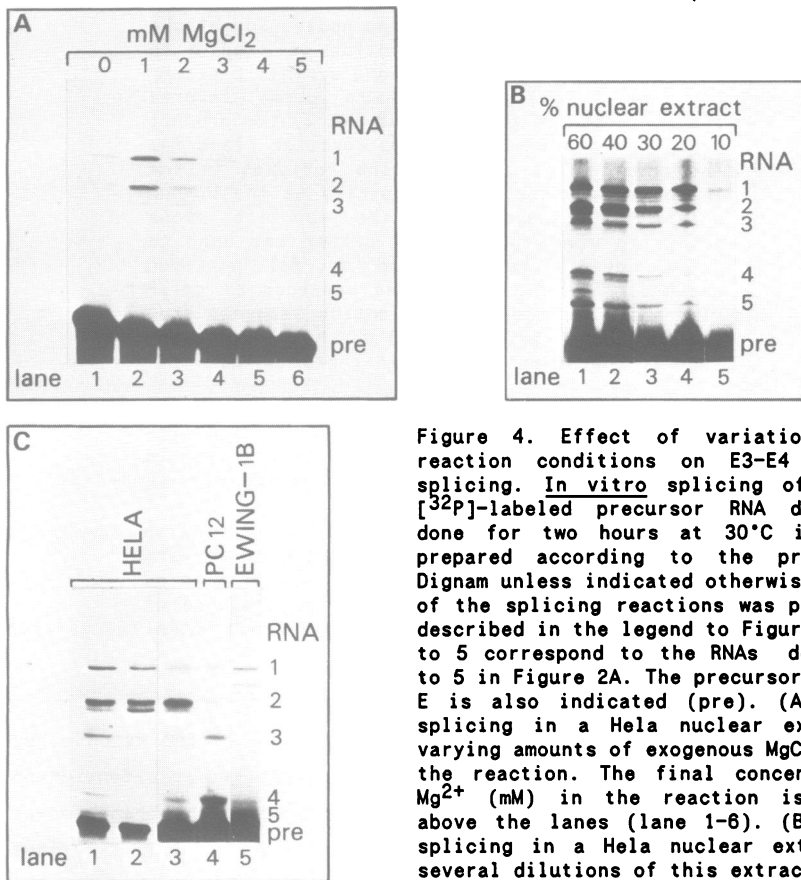 A
mM MgCl2
0 1 2 3 4 5
RNA
1
2
3
4
5
pre
lane 1 2 3 4 5 6
B
% nuclear extract
60 40 30 20 10
RNA
1
2
3
4
5
pre
lane 1 2 3 4 5
C
HELA PC12 EWING-1B
RNA
1
2
3
4
5
pre
lane 1 2 3 4 5
Figure 4. Effect of variatio
reaction conditions on E3-E4
splicing. In vitro splicing of
[32P]-labeled precursor RNA d
done for two hours at 30°C i
prepared according to the pr
Dignam unless indicated otherwis
of the splicing reactions was p
described in the legend to Figur
to 5 correspond to the RNAs d
to 5 in Figure 2A. The precursor
E is also indicated (pre). (A
splicing in a Hela nuclear ex
varying amounts of exogenous MgC
the reaction. The final concer
Mg2+ (mM) in the reaction is
above the lanes (lane 1-6). (B
splicing in a Hela nuclear ext
several dilutions of this extrac